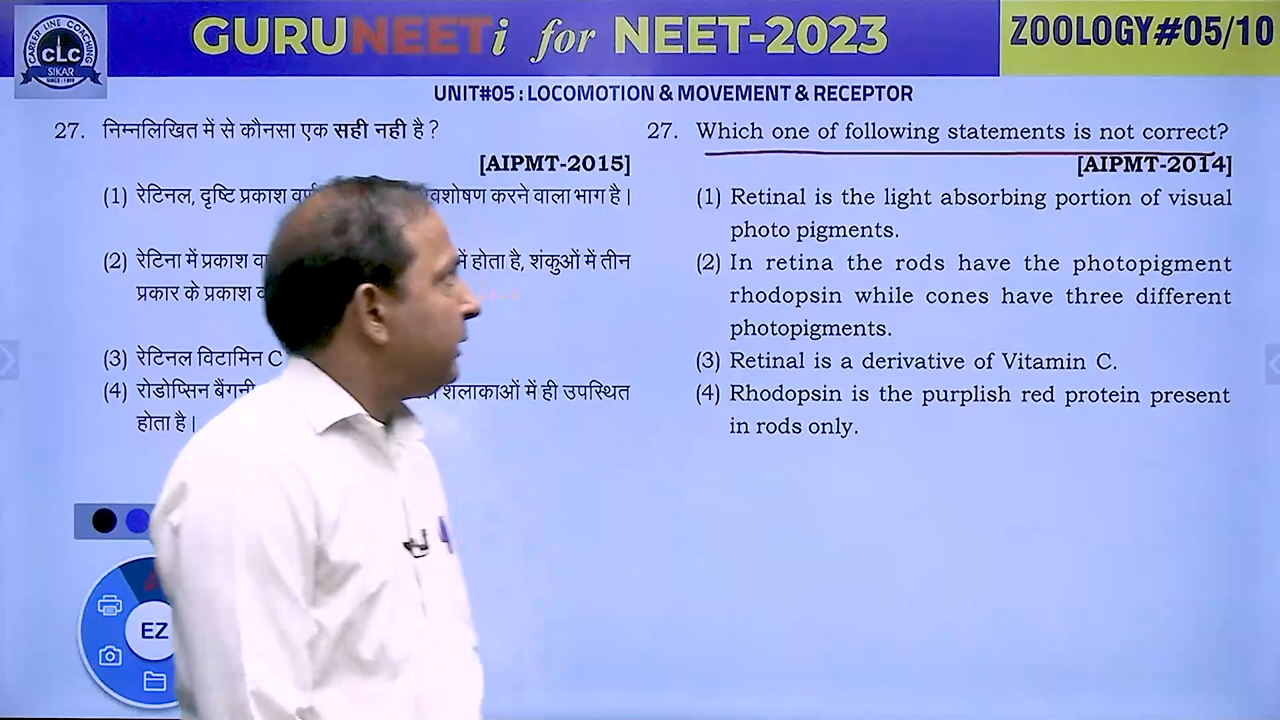 CAREER LINE COACHING
CLC
SIKAR
SINCE : 1996
GURUNEETi for NEET-2023
ZOOLOGY#05/10
UNIT#05 : LOCOMOTION & MOVEMENT & RECEPTOR
27. निम्नलिखित में से कौनसा एक सही नही है ?
[AIPMT-2015]
(1) रेटिनल, दृष्टि प्रकाश करने वाला भाग है।
(2) रेटिना में प्रकाश में होता है, शंकुओं में तीन
प्रकार के प्रकाश
(3) रेटिनल विटामिन C
(4) रोडोप्सिन बैंगनी शलाकाओं में ही उपस्थित
होता है।
27. Which one of following statements is not correct?
[AIPMT-2014]
(1) Retinal is the light absorbing portion of visual
photo pigments.
(2) In retina the rods have the photopigment
rhodopsin while cones have three different
photopigments.
(3) Retinal is a derivative of Vitamin C.
(4) Rhodopsin is the purplish red protein present
in rods only.
EZ